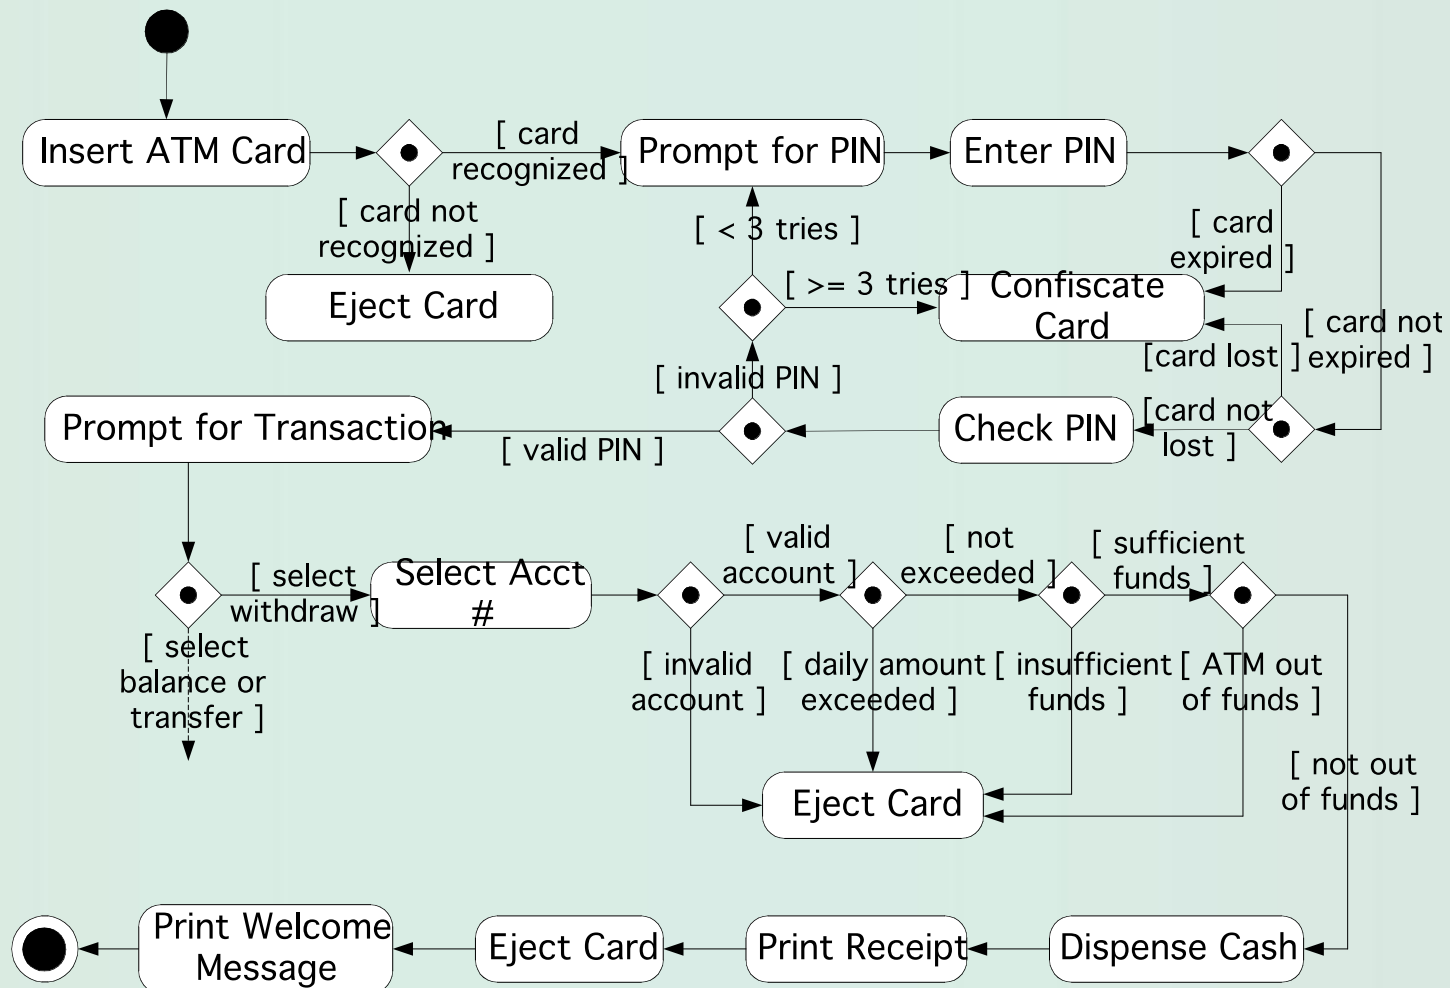 Insert ATM Card
[ card
recognized ]
Prompt for PIN
Enter PIN
[ card not
recognized ]
Eject Card
[ < 3 tries ]
[ card
expired ]
[ >= 3 tries ]
Confiscate
Card
[ card not
expired ]
[card lost ]
[ invalid PIN ]
Prompt for Transaction
[ valid PIN ]
Check PIN
[card not
lost ]
[ select
withdraw ]
Select Acct
#
[ valid
account ]
[ not
exceeded ]
[ sufficient
funds ]
[ select
balance or
transfer ]
[ invalid
account ]
[ daily amount
exceeded ]
[ insufficient
funds ]
[ ATM out
of funds ]
[ not out
of funds ]
Eject Card
Print Welcome
Message
Eject Card
Print Receipt
Dispense Cash